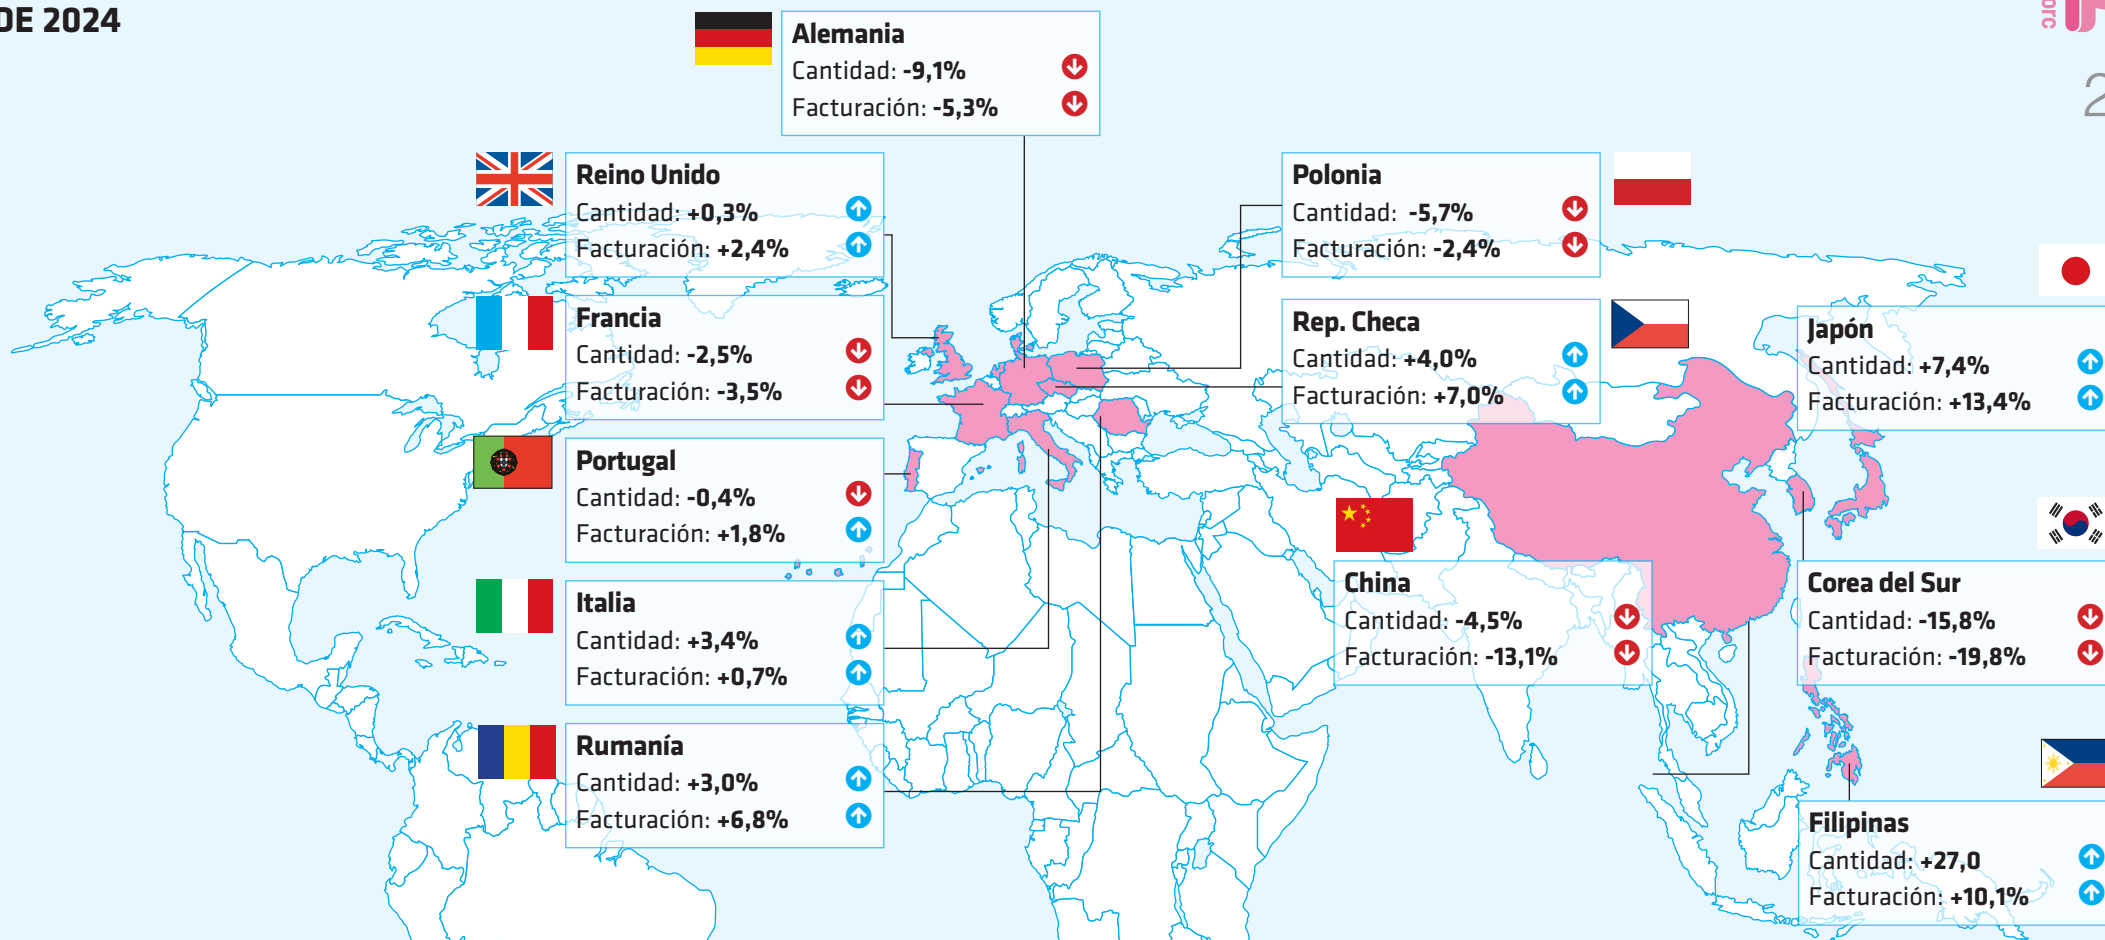 DE 2024
Alemania
Cantidad: -9,1%
Facturación: -5,3%
Reino Unido
Cantidad: +0,3%
Facturación: +2,4%
Polonia
Cantidad: -5,7%
Facturación: -2,4%
Francia
Cantidad: -2,5%
Facturación: -3,5%
Rep. Checa
Cantidad: +4,0%
Facturación: +7,0%
Japón
Cantidad: +7,4%
Facturación: +13,4%
Portugal
Cantidad: -0,4%
Facturación: +1,8%
Italia
Cantidad: +3,4%
Facturación: +0,7%
China
Cantidad: -4,5%
Facturación: -13,1%
Corea del Sur
Cantidad: -15,8%
Facturación: -19,8%
Rumanía
Cantidad: +3,0%
Facturación: +6,8%
Filipinas
Cantidad: +27,0
Facturación: +10,1%